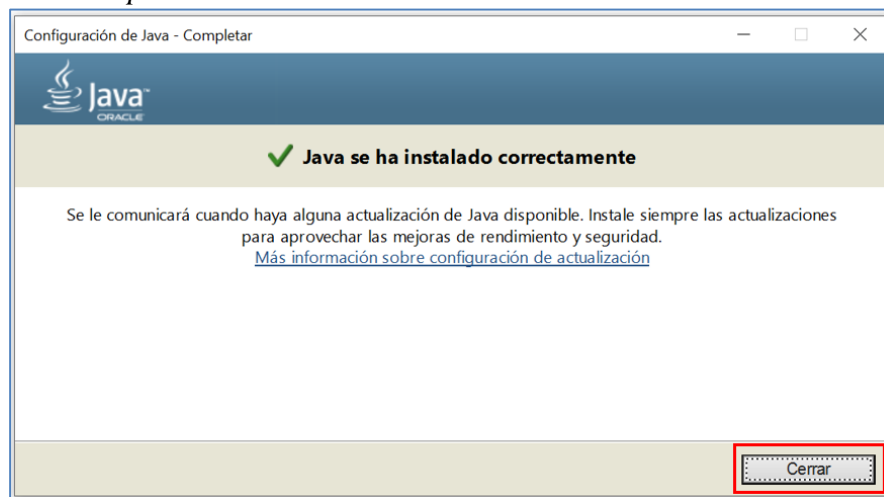 Configuración de Java - Completar
Java™
ORACLE
Java se ha instalado correctamente
Se le comunicará cuando haya alguna actualización de Java disponible. Instale siempre las actualizaciones
para aprovechar las mejoras de rendimiento y seguridad.
Más información sobre configuración de actualización
Cerrar